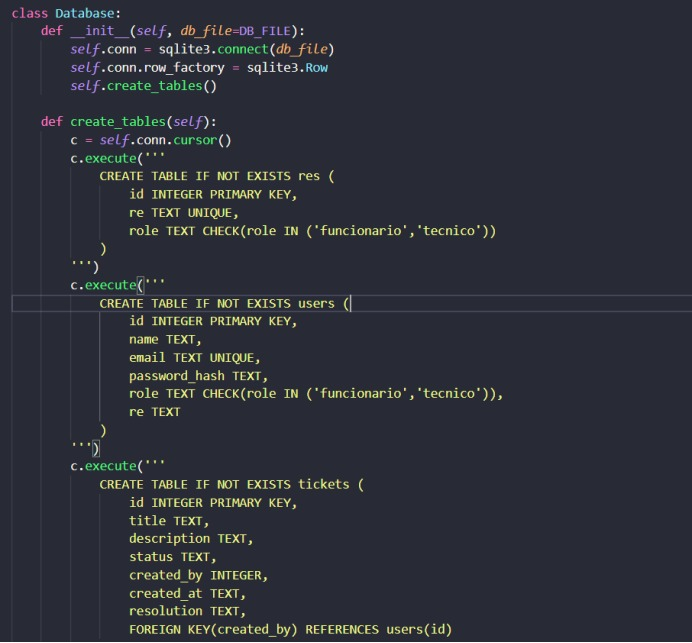 class Database:
    def __init__(self, db_file=DB_FILE):
        self.conn = sqlite3.connect(db_file)
        self.conn.row_factory = sqlite3.Row
        self.create_tables()

    def create_tables(self):
        c = self.conn.cursor()
        c.execute('''
            CREATE TABLE IF NOT EXISTS res (
                id INTEGER PRIMARY KEY,
                re TEXT UNIQUE,
                role TEXT CHECK(role IN ('funcionario','tecnico'))
            )
        ''')
        c.execute('''
            CREATE TABLE IF NOT EXISTS users (
                id INTEGER PRIMARY KEY,
                name TEXT,
                email TEXT UNIQUE,
                password_hash TEXT,
                role TEXT CHECK(role IN ('funcionario','tecnico')),
                re TEXT
            )
        ''')
        c.execute('''
            CREATE TABLE IF NOT EXISTS tickets (
                id INTEGER PRIMARY KEY,
                title TEXT,
                description TEXT,
                status TEXT,
                created_by INTEGER,
                created_at TEXT,
                resolution TEXT,
                FOREIGN KEY(created_by) REFERENCES users(id)